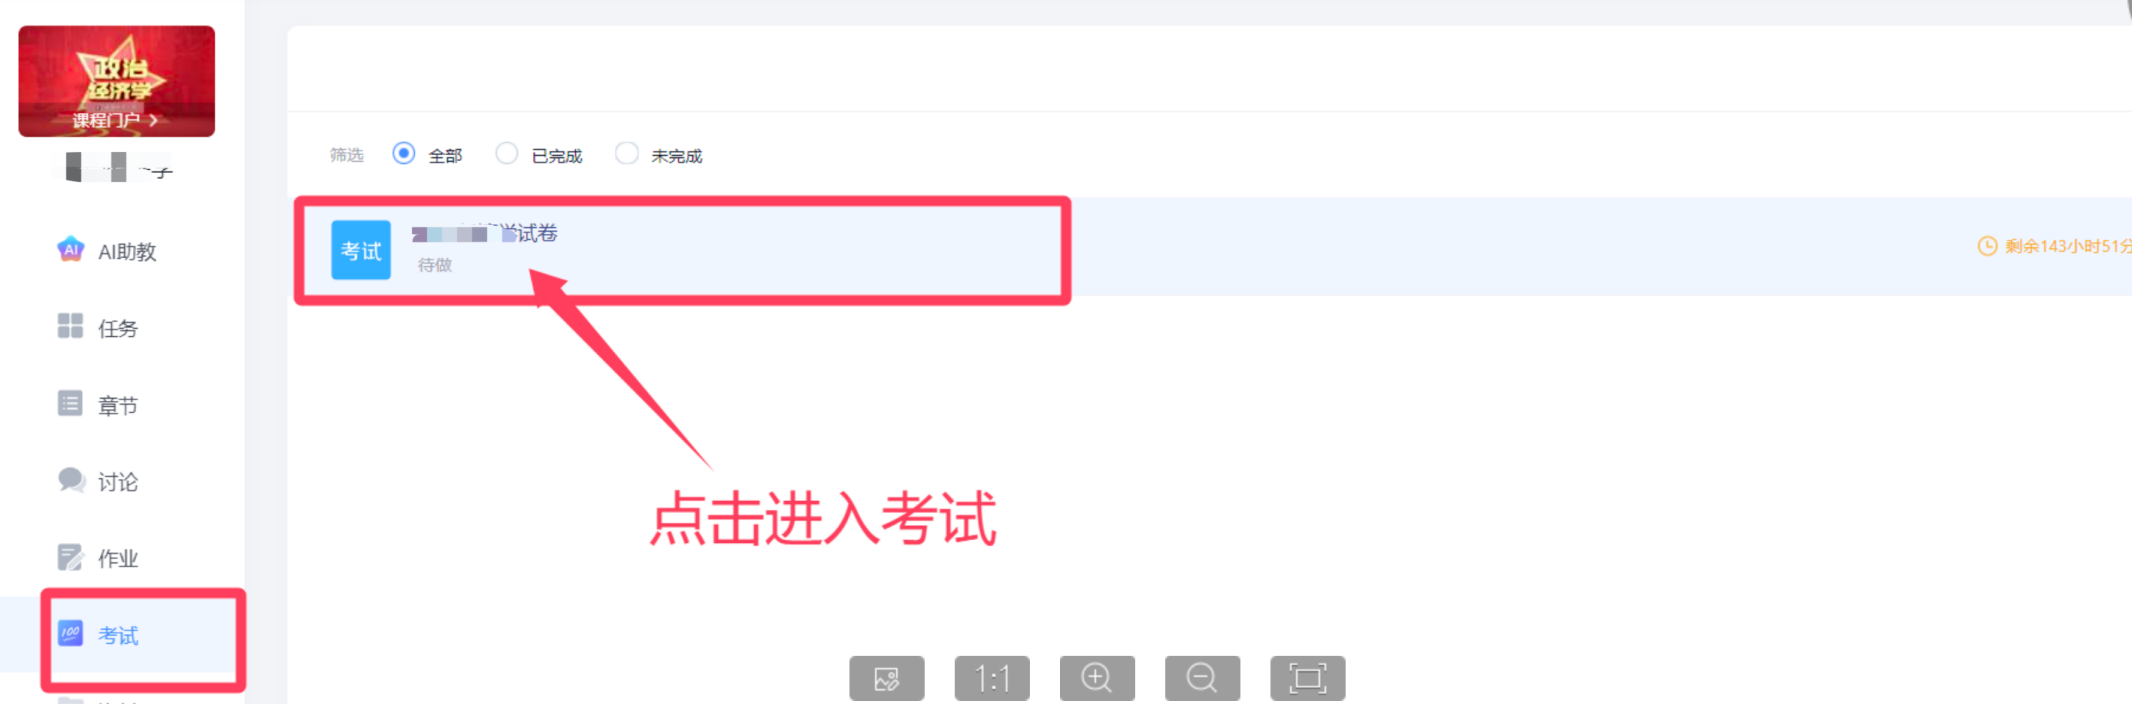 政治
经济学
课程门户 >
AI助教
任务
章节
讨论
作业
100 考试
筛选 全部 已完成 未完成
考试
试卷
待做
剩余143小时51分
点击进入考试
1:1